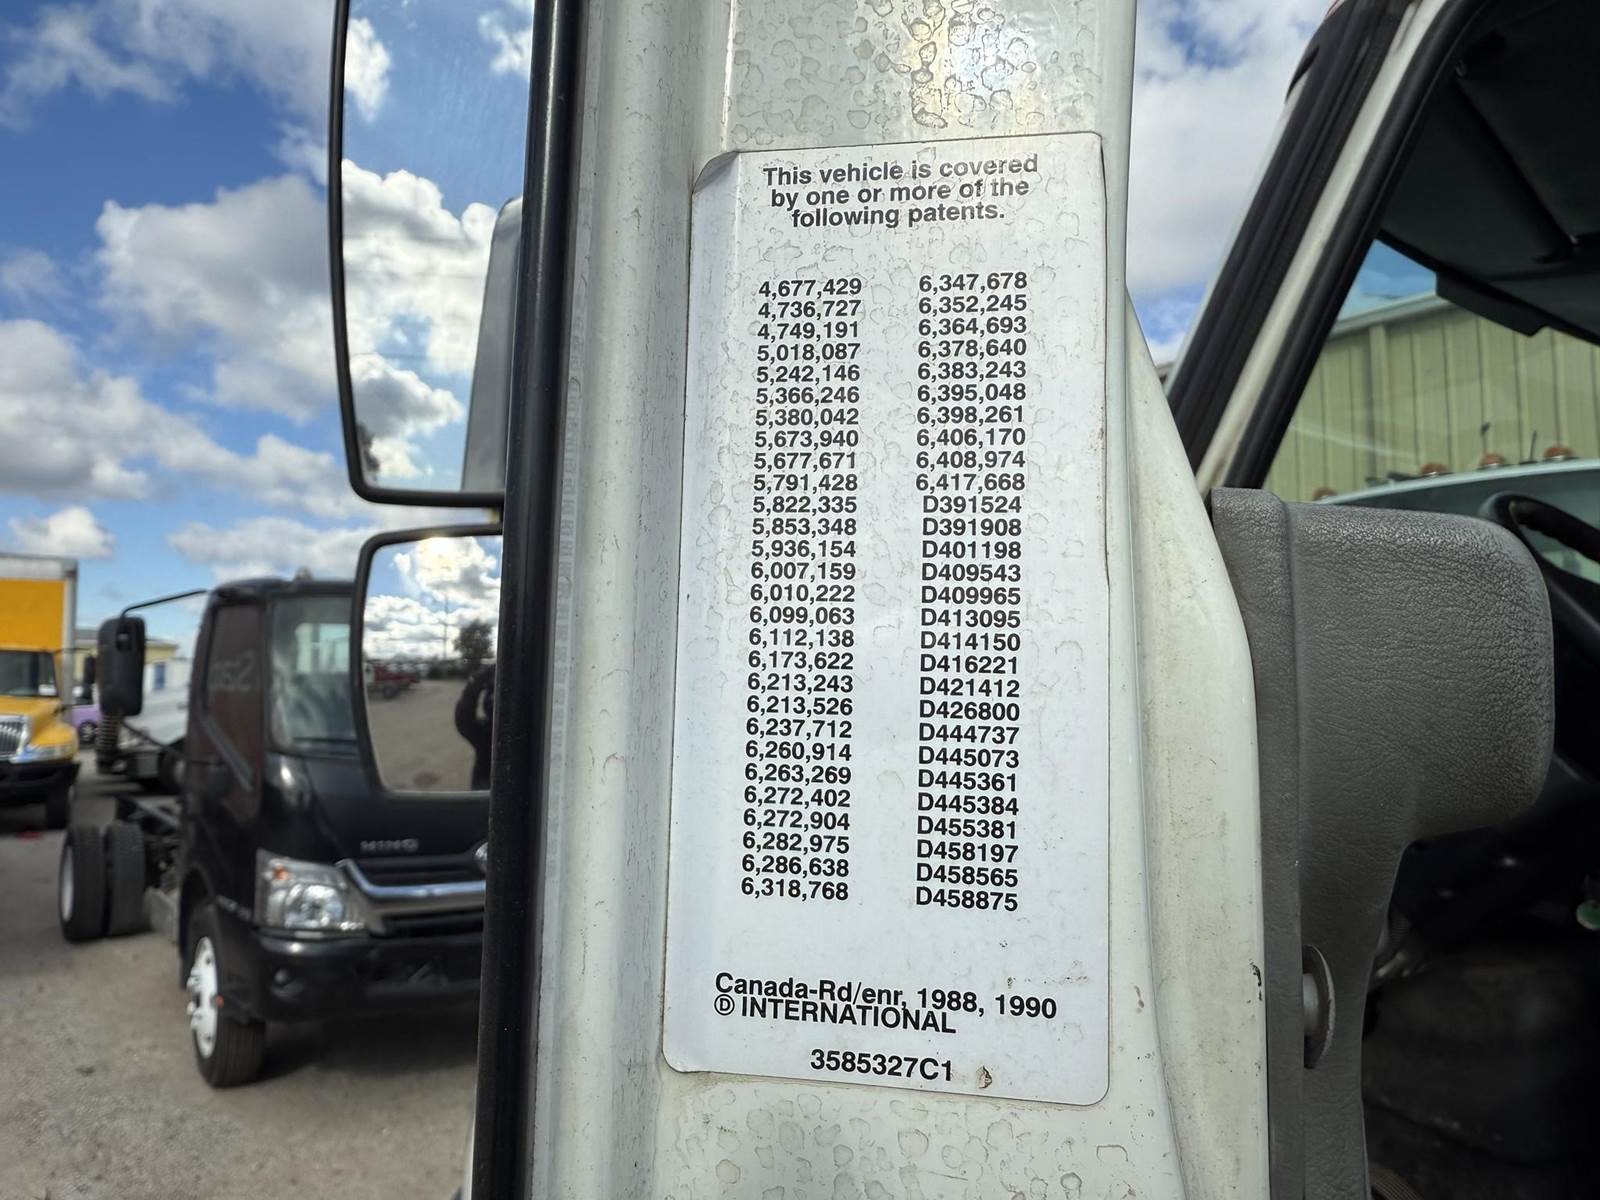 This vehicle is covered
by one or more of the
following patents.
4,677,429
4,736,727
4,749,191
5,018,087
5,242,146
5,366,246
5,380,042
5,673,940
5,677,671
5,791,428
5,822,335
5,853,348
5,936,154
6,007,159
6,010,222
6,099,063
6,112,138
6,173,622
6,213,243
6,213,526
6,237,712
6,260,914
6,263,269
6,272,402
6,272,904
6,282,975
6,286,638
6,318,768
6,347,678
6,352,245
6,364,693
6,378,640
6,383,243
6,395,048
6,398,261
6,406,170
6,408,974
6,417,668
D391524
D391908
D401198
D409543
D409965
D413095
D414150
D416221
D421412
D426800
D444737
D445073
D445361
D445384
D455381
D458197
D458565
D458875
Canada-Rd/enr, 1988, 1990
Ⓓ INTERNATIONAL
3585327C1
HINO